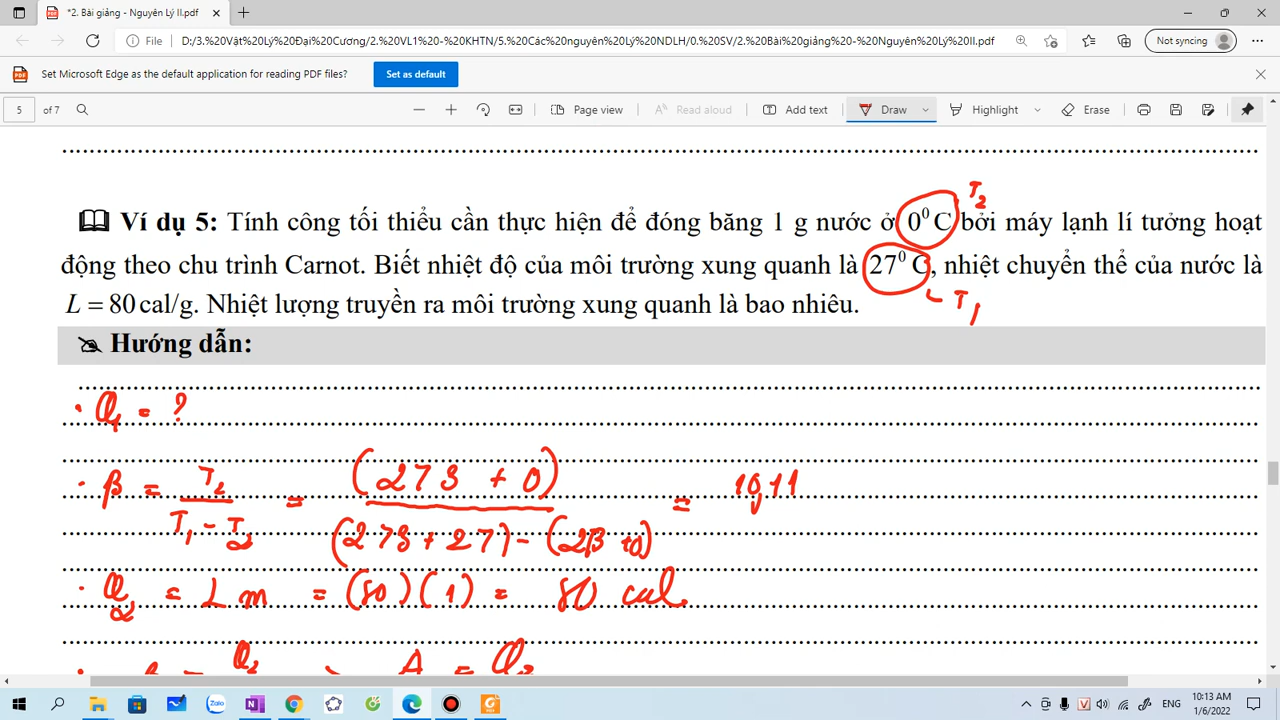 *2. Bài giảng - Nguyên Lý II.pdf
File
D:/3.%20Vật%20Lý%20Đại%20Cương/2.%20VL1%20-%20KHTN/5.%20Các%20nguyên%20Lý%20NDLH/0.%20SV/2.%20Bài%20giảng%20-%20Nguyên%20Lý%20II.pdf
Not syncing
Set Microsoft Edge as the default application for reading PDF files?
Set as default
5 of 7
Page view
Read aloud
Add text
Draw
Highlight
Erase
T2
Ví dụ 5: Tính công tối thiểu cần thực hiện để đóng băng 1 g nước ở 0⁰ C bởi máy lạnh lí tưởng hoạt
động theo chu trình Carnot. Biết nhiệt độ của môi trường xung quanh là 27⁰ C, nhiệt chuyển thể của nước là
L = 80 cal/g. Nhiệt lượng truyền ra môi trường xung quanh là bao nhiêu.
T1
Hướng dẫn:
. Q1 = ?
. β = T2 / (T1 - T2) = (273 + 0) / ((273 + 27) - (273 + 0)) = 10,11
. Q2 = L m = (80)(1) = 80 cal.
A = Q2
Zalo
ENG
10:13 AM
1/6/2022